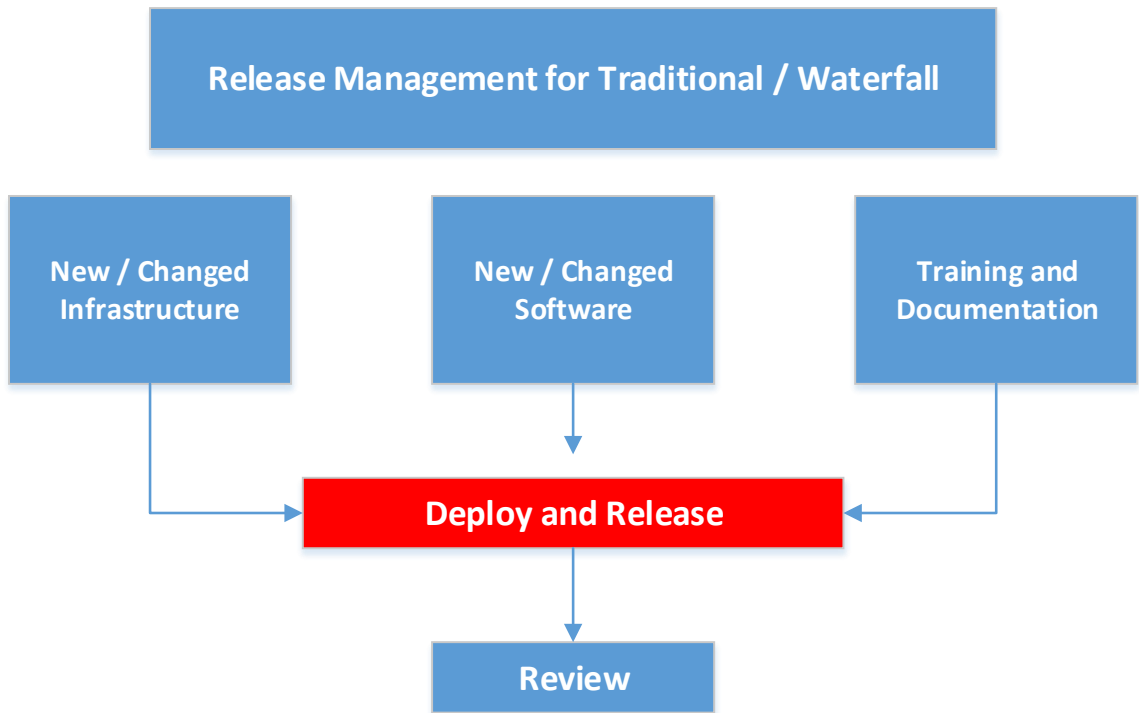 Release Management for Traditional / Waterfall
New / Changed
Infrastructure
New / Changed
Software
Training and
Documentation
Deploy and Release
Review